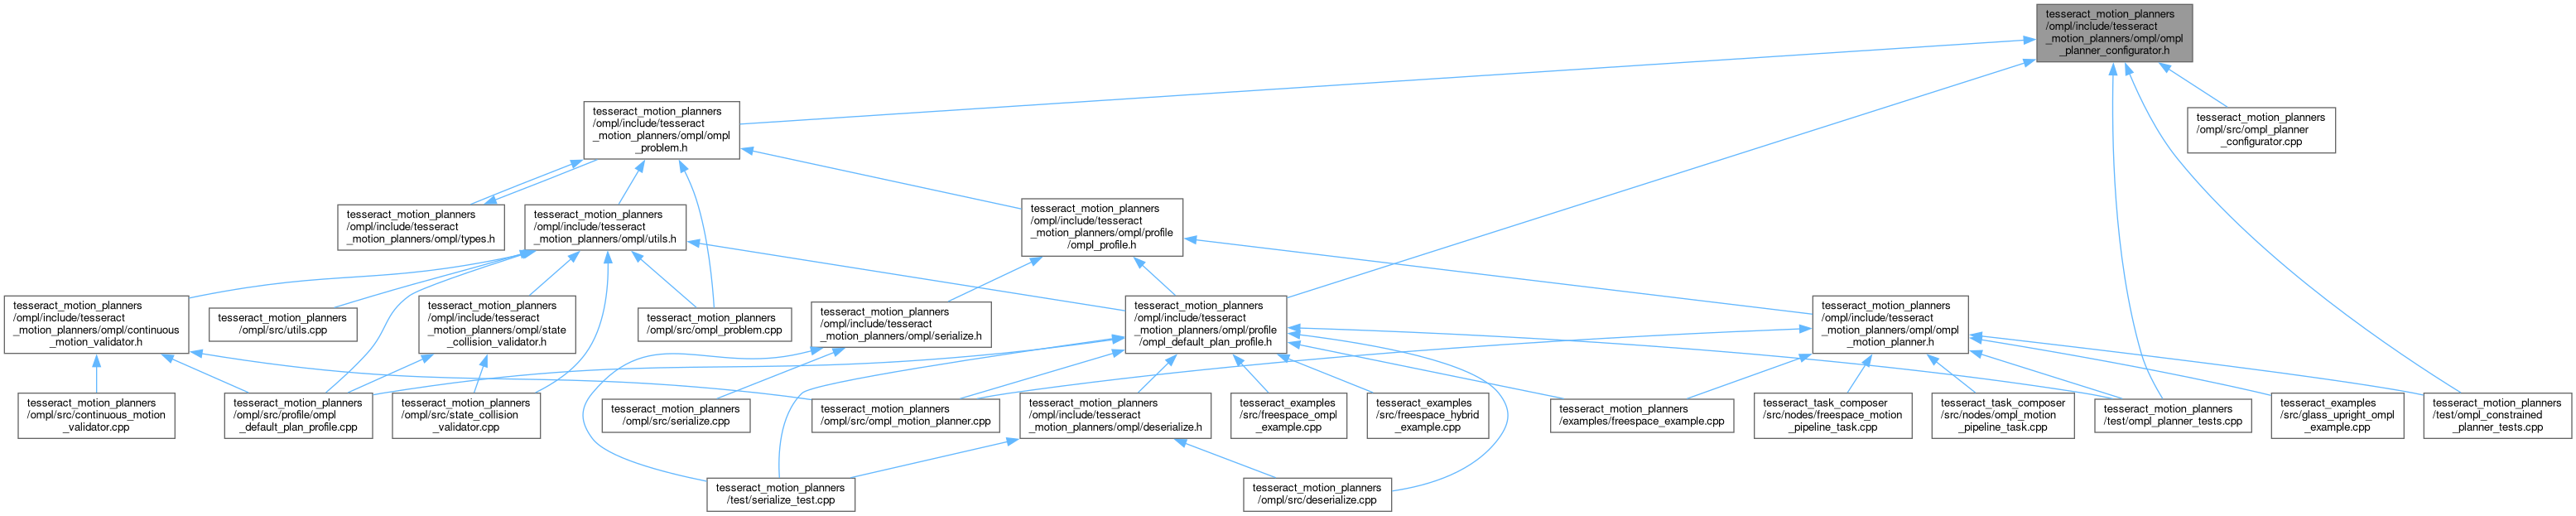 tesseract_motion_planners
/ompl/include/tesseract
_motion_planners/ompl/ompl
_planner_configurator.h
tesseract_motion_planners
/ompl/include/tesseract
_motion_planners/ompl/ompl
_problem.h
tesseract_motion_planners
/ompl/src/ompl_planner
_configurator.cpp
tesseract_motion_planners
/ompl/include/tesseract
_motion_planners/ompl/types.h
tesseract_motion_planners
/ompl/include/tesseract
_motion_planners/ompl/utils.h
tesseract_motion_planners
/ompl/include/tesseract
_motion_planners/ompl/profile
/ompl_profile.h
tesseract_motion_planners
/ompl/include/tesseract
_motion_planners/ompl/continuous
_motion_validator.h
tesseract_motion_planners
/ompl/src/utils.cpp
tesseract_motion_planners
/ompl/include/tesseract
_motion_planners/ompl/state
_collision_validator.h
tesseract_motion_planners
/ompl/src/ompl_problem.cpp
tesseract_motion_planners
/ompl/include/tesseract
_motion_planners/ompl/serialize.h
tesseract_motion_planners
/ompl/include/tesseract
_motion_planners/ompl/profile
/ompl_default_plan_profile.h
tesseract_motion_planners
/ompl/include/tesseract
_motion_planners/ompl/ompl
_motion_planner.h
tesseract_motion_planners
/ompl/src/continuous_motion
_validator.cpp
tesseract_motion_planners
/ompl/src/profile/ompl
_default_plan_profile.cpp
tesseract_motion_planners
/ompl/src/state_collision
_validator.cpp
tesseract_motion_planners
/ompl/src/serialize.cpp
tesseract_motion_planners
/ompl/src/ompl_motion_planner.cpp
tesseract_motion_planners
/ompl/include/tesseract
_motion_planners/ompl/deserialize.h
tesseract_examples
/src/freespace_ompl
_example.cpp
tesseract_examples
/src/freespace_hybrid
_example.cpp
tesseract_motion_planners
/examples/freespace_example.cpp
tesseract_task_composer
/src/nodes/freespace_motion
_pipeline_task.cpp
tesseract_task_composer
/src/nodes/ompl_motion
_pipeline_task.cpp
tesseract_motion_planners
/test/ompl_planner_tests.cpp
tesseract_examples
/src/glass_upright_ompl
_example.cpp
tesseract_motion_planners
/test/ompl_constrained
_planner_tests.cpp
tesseract_motion_planners
/test/serialize_test.cpp
tesseract_motion_planners
/ompl/src/deserialize.cpp